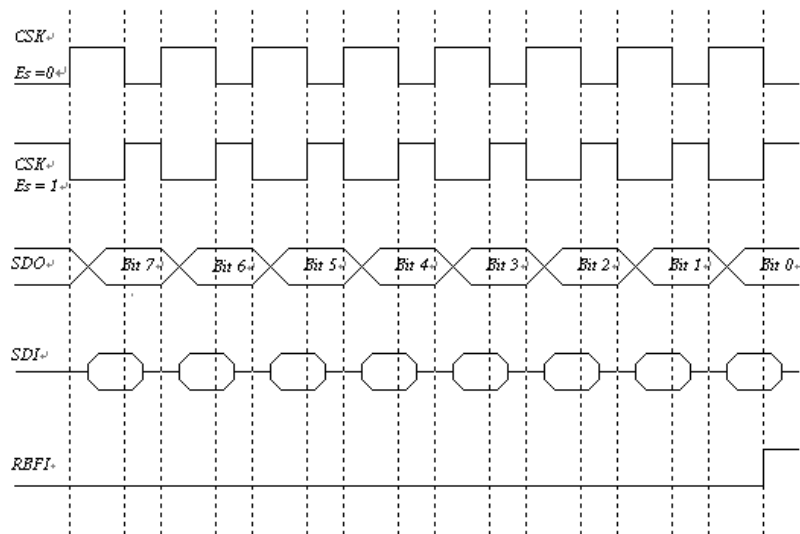 CSK↵
Es =0↵
CSK↵
Es = 1↵
SDO↵ Bit 7↵ Bit 6↵ Bit 5↵ Bit 4↵ Bit 3↵ Bit 2↵ Bit 1↵ Bit 0↵
SDI↵
RBFI↵